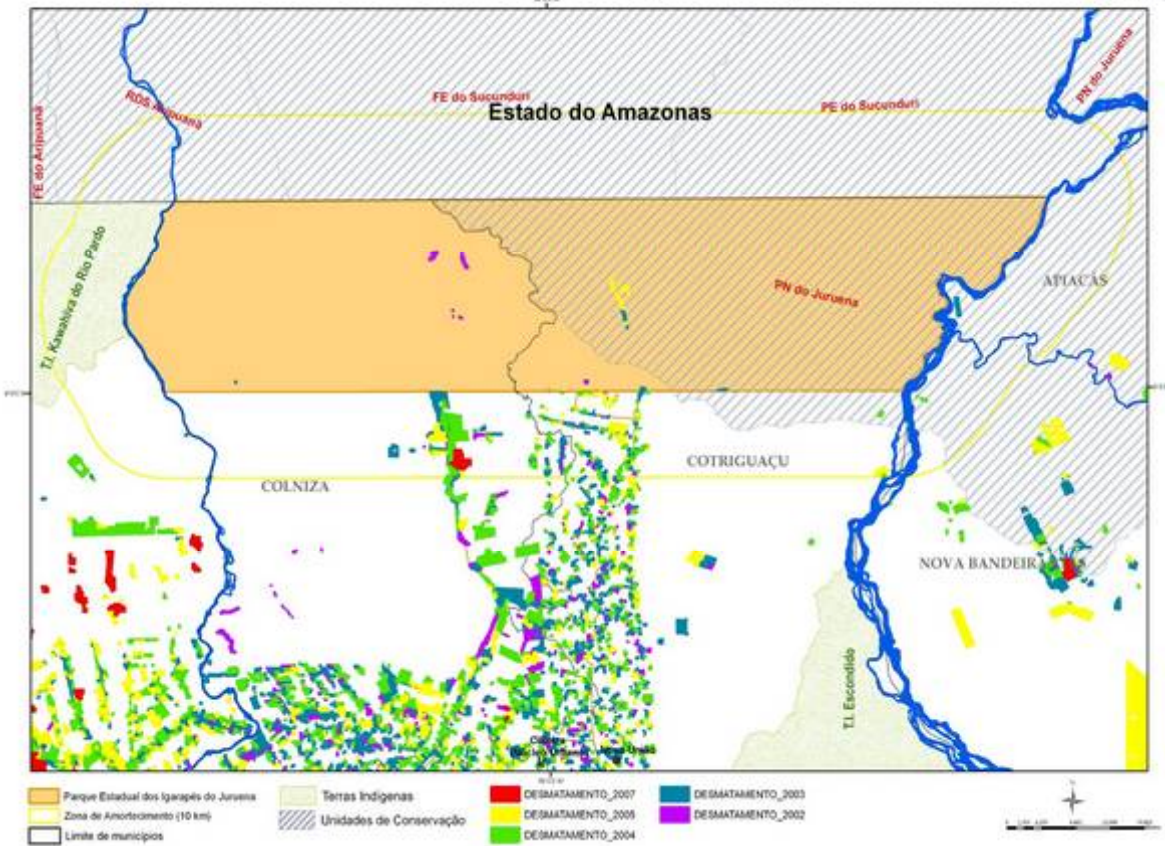 RDS Aripuanã
FE do Sucunduri
PE do Sucunduri
PN do Juruena
Estado do Amazonas
FE do Aripuanã
T.I. Kawahiva do Rio Pardo
PN do Juruena
APIACÁS
COLNIZA
COTRIGUAÇU
NOVA BANDEIRANTES
T.I. Escondido
Parque Estadual dos Igarapés do Juruena
Zona de Amortecimento (10 km)
Limite de municípios
Terras Indígenas
Unidades de Conservação
DESMATAMENTO_2007
DESMATAMENTO_2005
DESMATAMENTO_2004
DESMATAMENTO_2003
DESMATAMENTO_2002